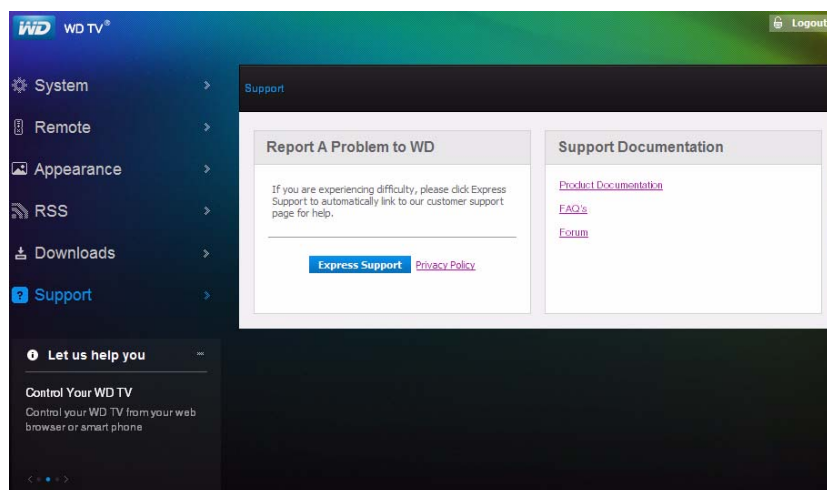 WD WD TV®
Logout
System
Remote
Appearance
RSS
Downloads
Support
Let us help you
Control Your WD TV
Control your WD TV from your web
browser or smart phone
Support
Report A Problem to WD
If you are experiencing difficulty, please click Express
Support to automatically link to our customer support
page for help.
Express Support Privacy Policy
Support Documentation
Product Documentation
FAQ's
Forum